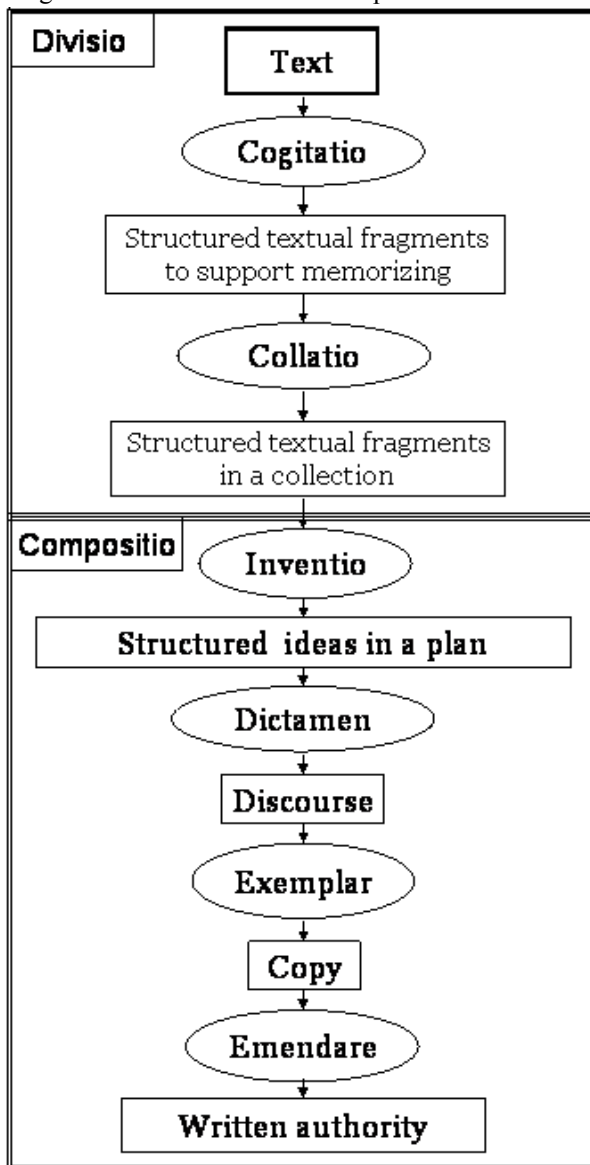 Divisio
Text
Cogitatio
Structured textual fragments
to support memorizing
Collatio
Structured textual fragments
in a collection
Compositio
Inventio
Structured ideas in a plan
Dictamen
Discourse
Exemplar
Copy
Emendare
Written authority